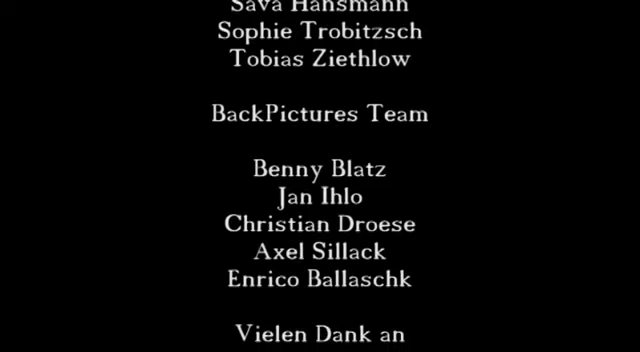 Sava Hansmann
Sophie Trobitzsch
Tobias Ziethlow
BackPictures Team
Benny Blatz
Jan Ihlo
Christian Droese
Axel Sillack
Enrico Ballaschk
Vielen Dank an